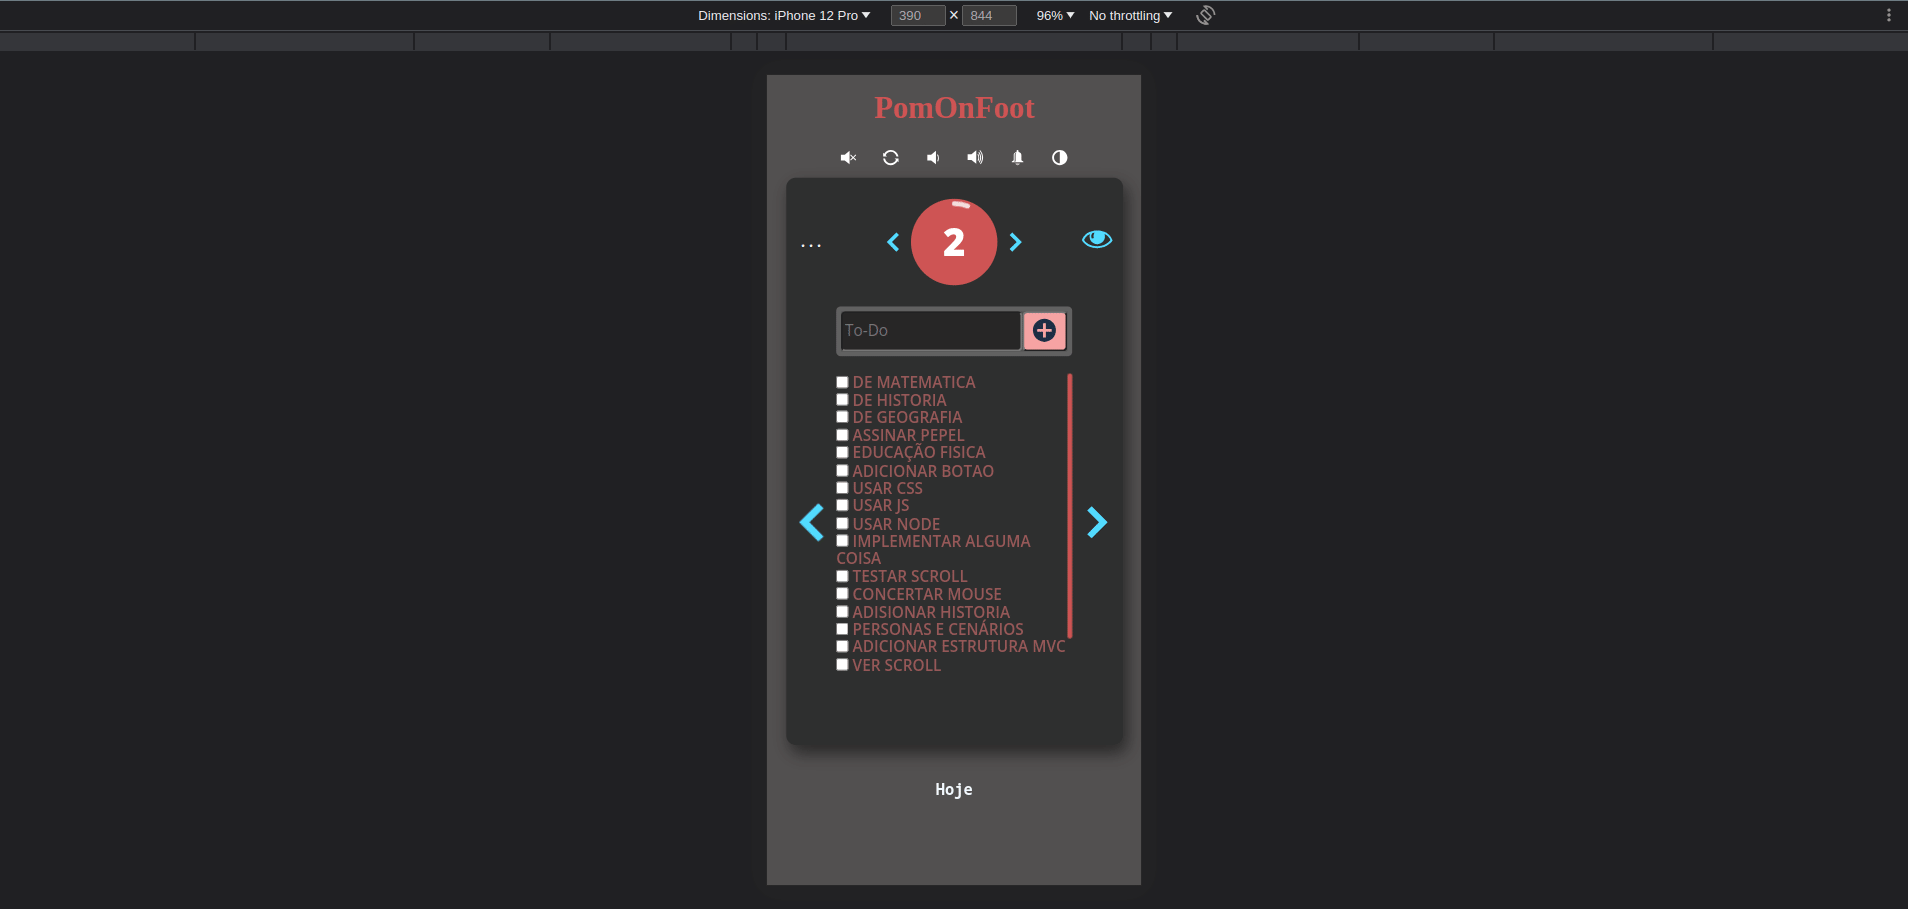 Dimensions: iPhone 12 Pro 390 × 844 96% No throttling
PomOnFoot
...
2
To-Do
DE MATEMATICA
DE HISTORIA
DE GEOGRAFIA
ASSINAR PEPEL
EDUCAÇÃO FISICA
ADICIONAR BOTAO
USAR CSS
USAR JS
USAR NODE
IMPLEMENTAR ALGUMA
COISA
TESTAR SCROLL
CONCERTAR MOUSE
ADISIONAR HISTORIA
PERSONAS E CENÁRIOS
ADICIONAR ESTRUTURA MVC
VER SCROLL
Hoje